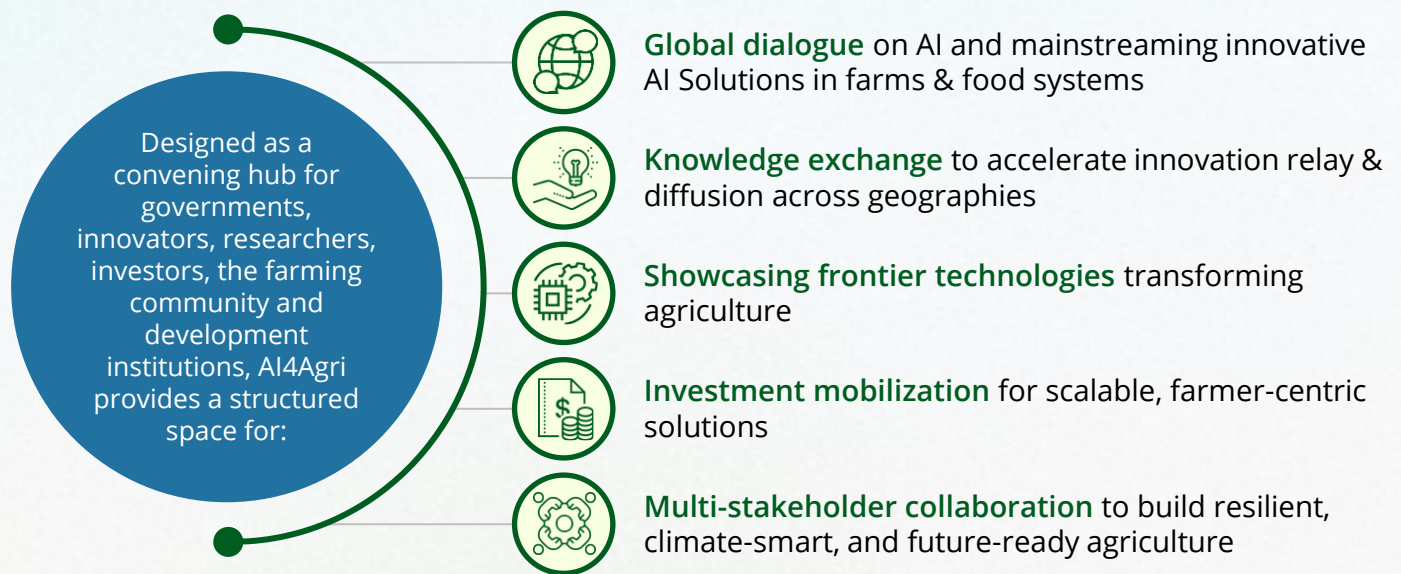 Designed as a
convening hub for
governments,
innovators, researchers,
investors, the farming
community and
development
institutions, AI4Agri
provides a structured
space for:
Global dialogue on AI and mainstreaming innovative
AI Solutions in farms & food systems
Knowledge exchange to accelerate innovation relay &
diffusion across geographies
Showcasing frontier technologies transforming
agriculture
$
Investment mobilization for scalable, farmer-centric
solutions
Multi-stakeholder collaboration to build resilient,
climate-smart, and future-ready agriculture